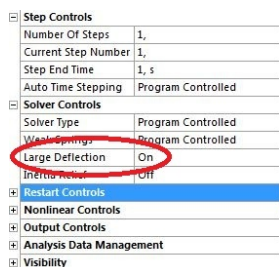 Step Controls
Number Of Steps 1,
Current Step Number 1,
Step End Time 1, s
Auto Time Stepping Program Controlled
Solver Controls
Solver Type Program Controlled
Weak Springs Program Controlled
Large Deflection On
Inertia Relief Off
Restart Controls
Nonlinear Controls
Output Controls
Analysis Data Management
Visibility